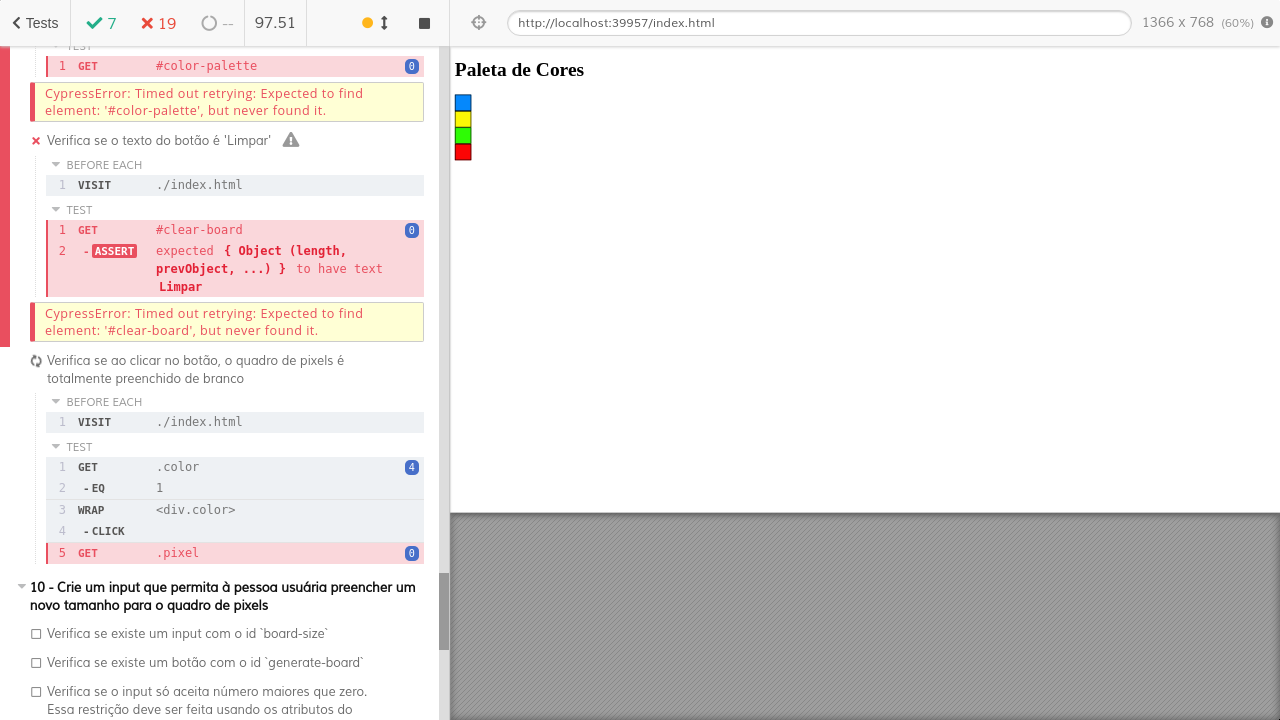 Tests
7
19
--
97.51
http://localhost:39957/index.html
1366 x 768 (60%)
TEST
1 GET #color-palette 0
CypressError: Timed out retrying: Expected to find
element: '#color-palette', but never found it.
Verifica se o texto do botão é 'Limpar'
BEFORE EACH
1 VISIT ./index.html
TEST
1 GET #clear-board 0
2 -ASSERT expected { Object (length,
prevObject, ...) } to have text
Limpar
CypressError: Timed out retrying: Expected to find
element: '#clear-board', but never found it.
Verifica se ao clicar no botão, o quadro de pixels é
totalmente preenchido de branco
BEFORE EACH
1 VISIT ./index.html
TEST
1 GET .color 4
2 -EQ 1
3 WRAP <div.color>
4 -CLICK
5 GET .pixel 0
10 - Crie um input que permita à pessoa usuária preencher um
novo tamanho para o quadro de pixels
Verifica se existe um input com o id `board-size`
Verifica se existe um botão com o id `generate-board`
Verifica se o input só aceita número maiores que zero.
Essa restrição deve ser feita usando os atributos do
Paleta de Cores